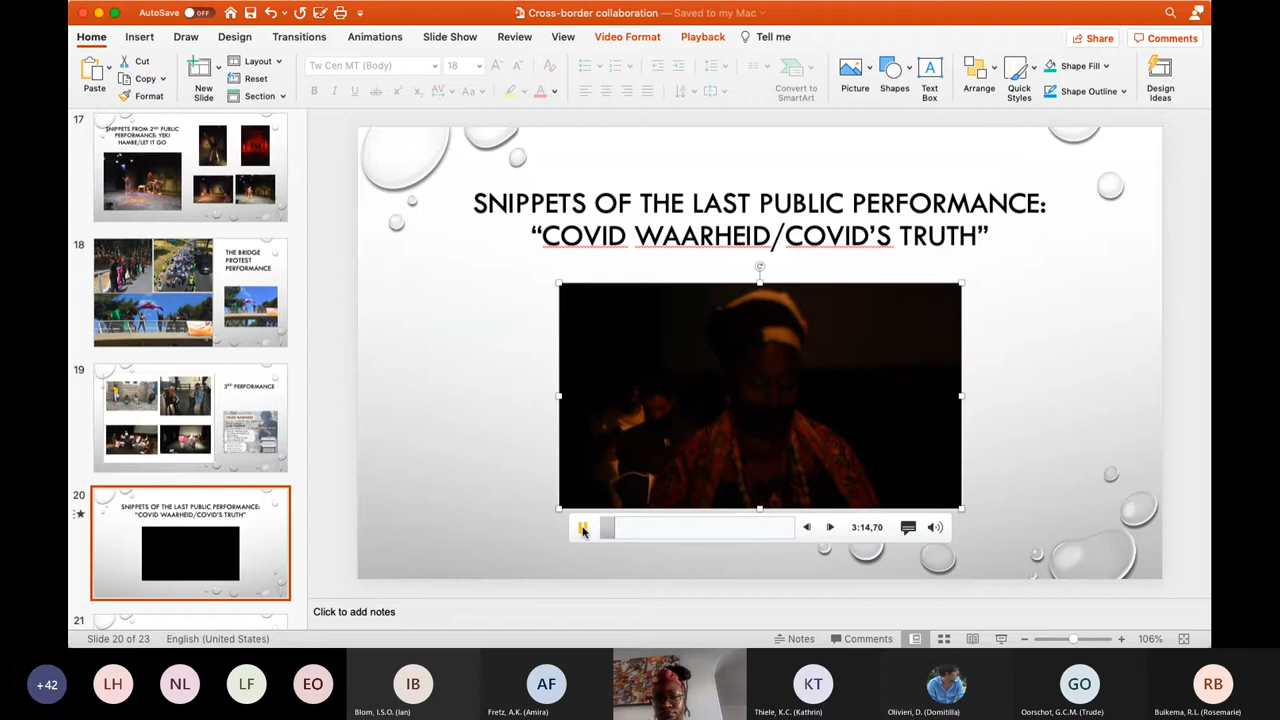 AutoSave OFF
Cross-border collaboration — Saved to my Mac
Home Insert Draw Design Transitions Animations Slide Show Review View Video Format Playback Tell me
Share Comments
Paste
Cut
Copy
Format
New
Slide
Layout
Reset
Section
Tw Cen MT (Body)
Convert to
SmartArt
Picture
Shapes
Text
Box
Arrange
Quick
Styles
Shape Fill
Shape Outline
Design
Ideas
17
SNIPPETS FROM 2ND PUBLIC
PERFORMANCE: YEKI
HAMBE/LET IT GO
18
THE BRIDGE
PROTEST
PERFORMANCE
19
3RD PERFORMANCE
20
SNIPPETS OF THE LAST PUBLIC PERFORMANCE:
"COVID WAARHEID/COVID'S TRUTH"
21
SNIPPETS OF THE LAST PUBLIC PERFORMANCE:
“COVID WAARHEID/COVID’S TRUTH”
3:14,70
Click to add notes
Slide 20 of 23 English (United States)
Notes Comments 106%
+42
LH
NL
LF
EO
IB
Blom, I.S.O. (Ian)
AF
Fretz, A.K. (Amira)
KT
Thiele, K.C. (Kathrin)
Olivieri, D. (Domitilla)
GO
Oorschot, G.C.M. (Trude)
RB
Buikema, R.L. (Rosemarie)